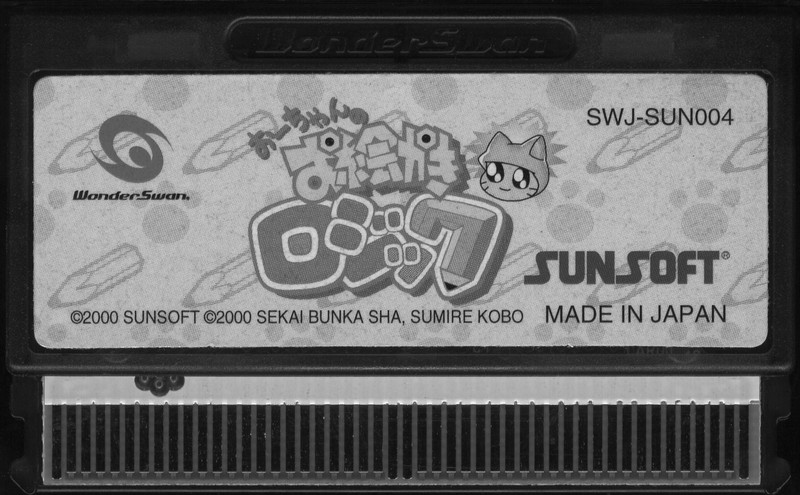 WonderSwan
SWJ-SUN004
おーちゃんの
お絵かき
ロジック
WonderSwan.
SUNSOFT®
©2000 SUNSOFT ©2000 SEKAI BUNKA SHA, SUMIRE KOBO
MADE IN JAPAN